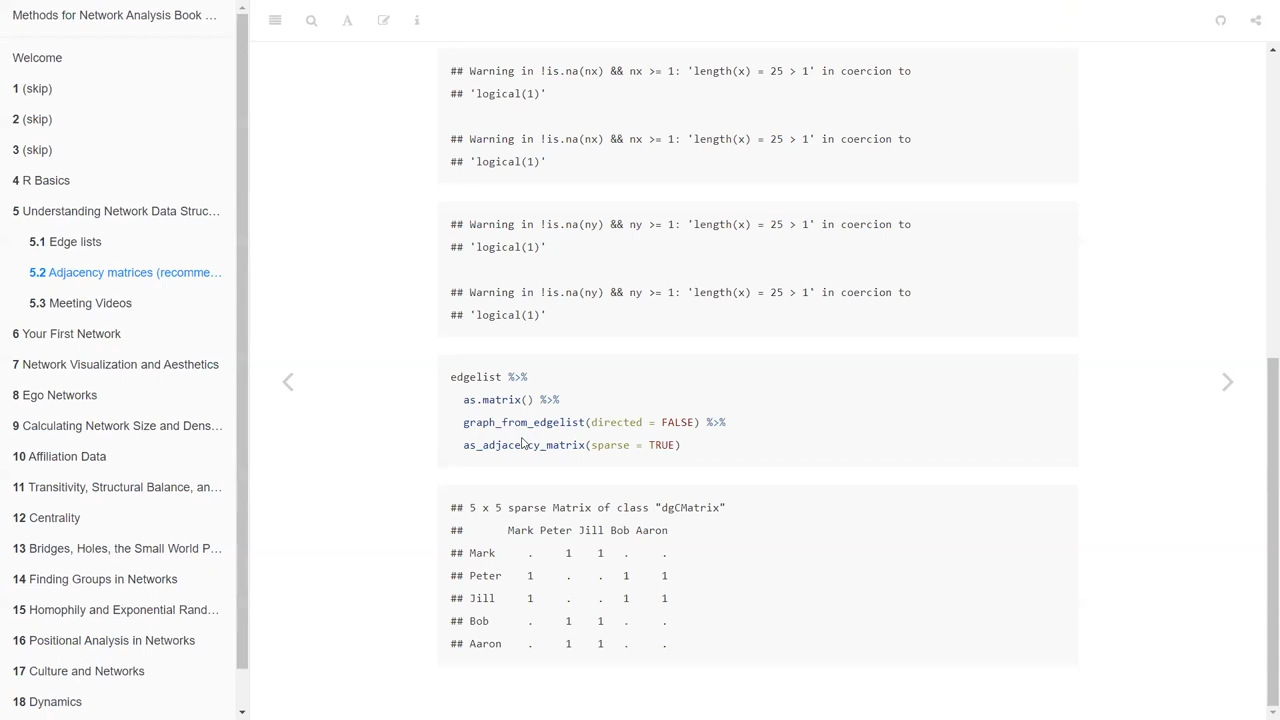 Methods for Network Analysis Book ...
Welcome
1 (skip)
2 (skip)
3 (skip)
4 R Basics
5 Understanding Network Data Struc...
5.1 Edge lists
5.2 Adjacency matrices (recomme...
5.3 Meeting Videos
6 Your First Network
7 Network Visualization and Aesthetics
8 Ego Networks
9 Calculating Network Size and Dens...
10 Affiliation Data
11 Transitivity, Structural Balance, an...
12 Centrality
13 Bridges, Holes, the Small World P...
14 Finding Groups in Networks
15 Homophily and Exponential Rand...
16 Positional Analysis in Networks
17 Culture and Networks
18 Dynamics
## Warning in !is.na(nx) && nx >= 1: 'length(x) = 25 > 1' in coercion to
## 'logical(1)'
## Warning in !is.na(nx) && nx >= 1: 'length(x) = 25 > 1' in coercion to
## 'logical(1)'
## Warning in !is.na(ny) && ny >= 1: 'length(x) = 25 > 1' in coercion to
## 'logical(1)'
## Warning in !is.na(ny) && ny >= 1: 'length(x) = 25 > 1' in coercion to
## 'logical(1)'
edgelist %>%
as.matrix() %>%
graph_from_edgelist(directed = FALSE) %>%
as_adjacency_matrix(sparse = TRUE)
## 5 x 5 sparse Matrix of class "dgCMatrix"
## Mark Peter Jill Bob Aaron
## Mark . 1 1 . .
## Peter 1 . . 1 1
## Jill 1 . . 1 1
## Bob . 1 1 . .
## Aaron . 1 1 . .